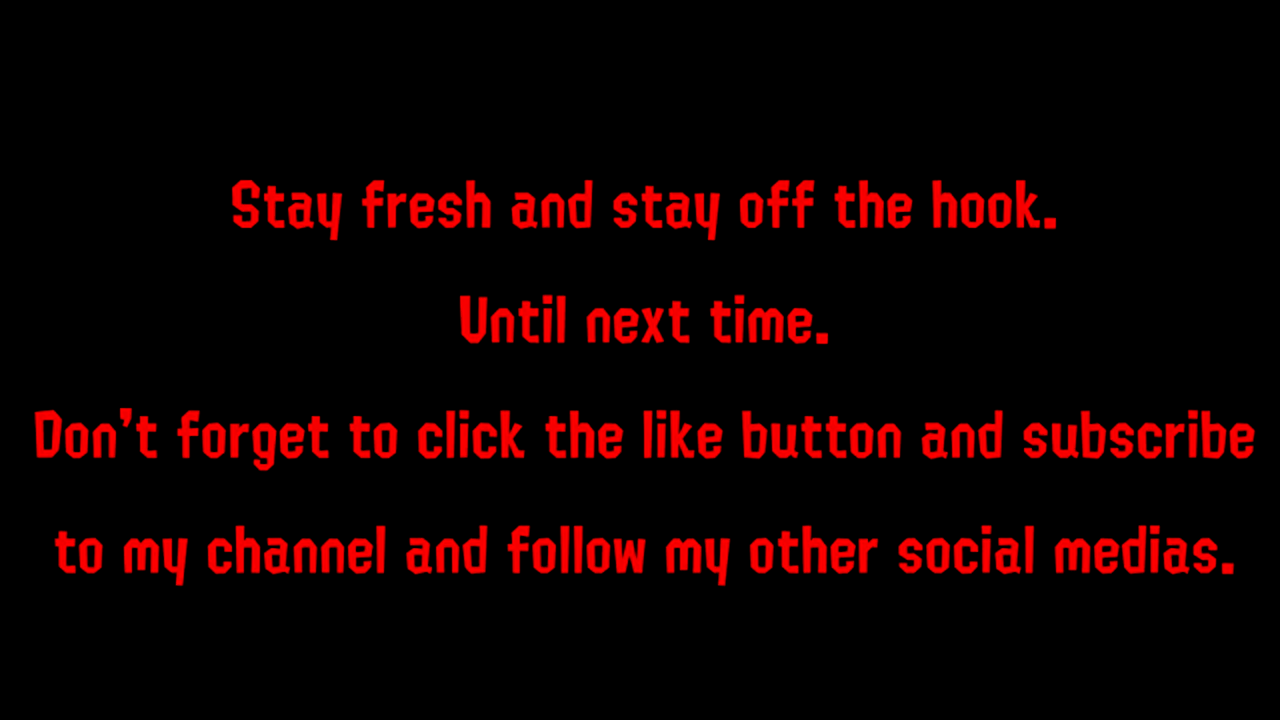 Stay fresh and stay off the hook.
Until next time.
Don't forget to click the like button and subscribe
to my channel and follow my other social medias.